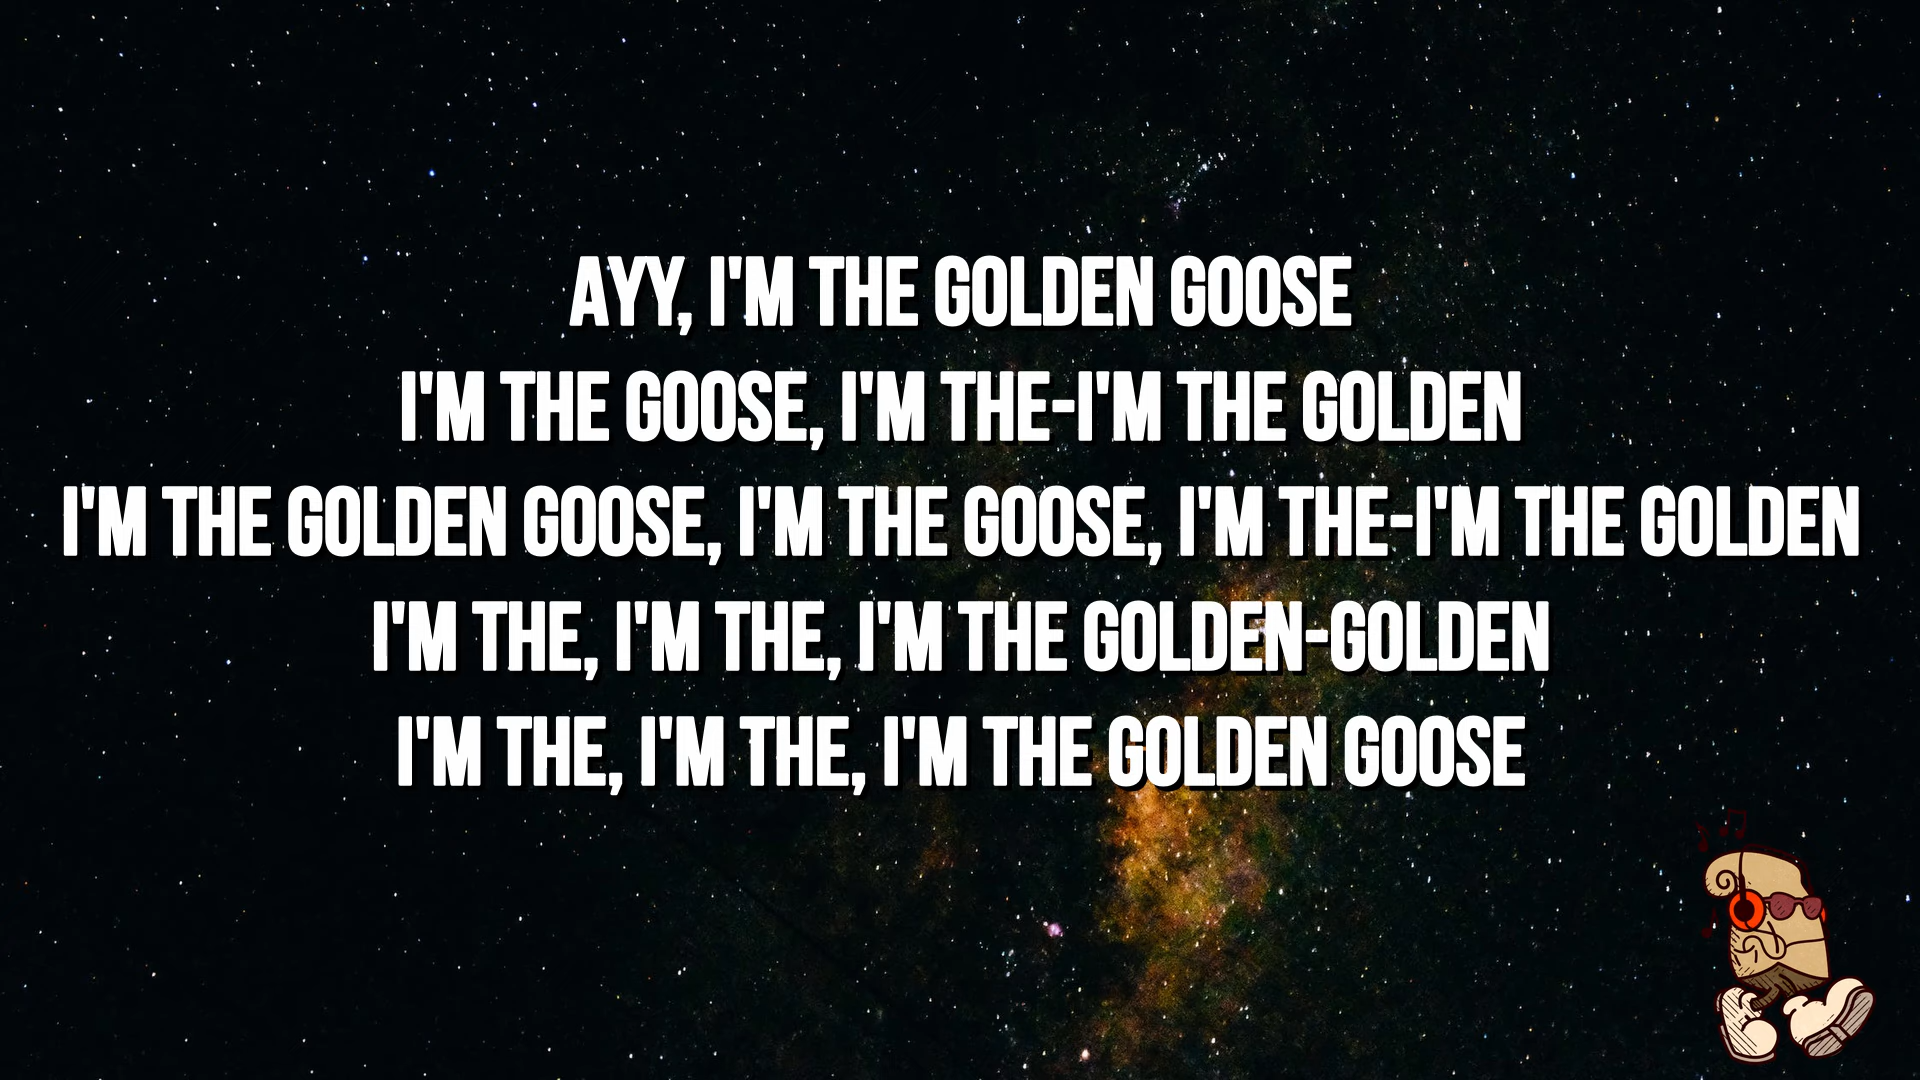 AYY, I'M THE GOLDEN GOOSE
I'M THE GOOSE, I'M THE-I'M THE GOLDEN
I'M THE GOLDEN GOOSE, I'M THE GOOSE, I'M THE-I'M THE GOLDEN
I'M THE, I'M THE, I'M THE GOLDEN-GOLDEN
I'M THE, I'M THE, I'M THE GOLDEN GOOSE